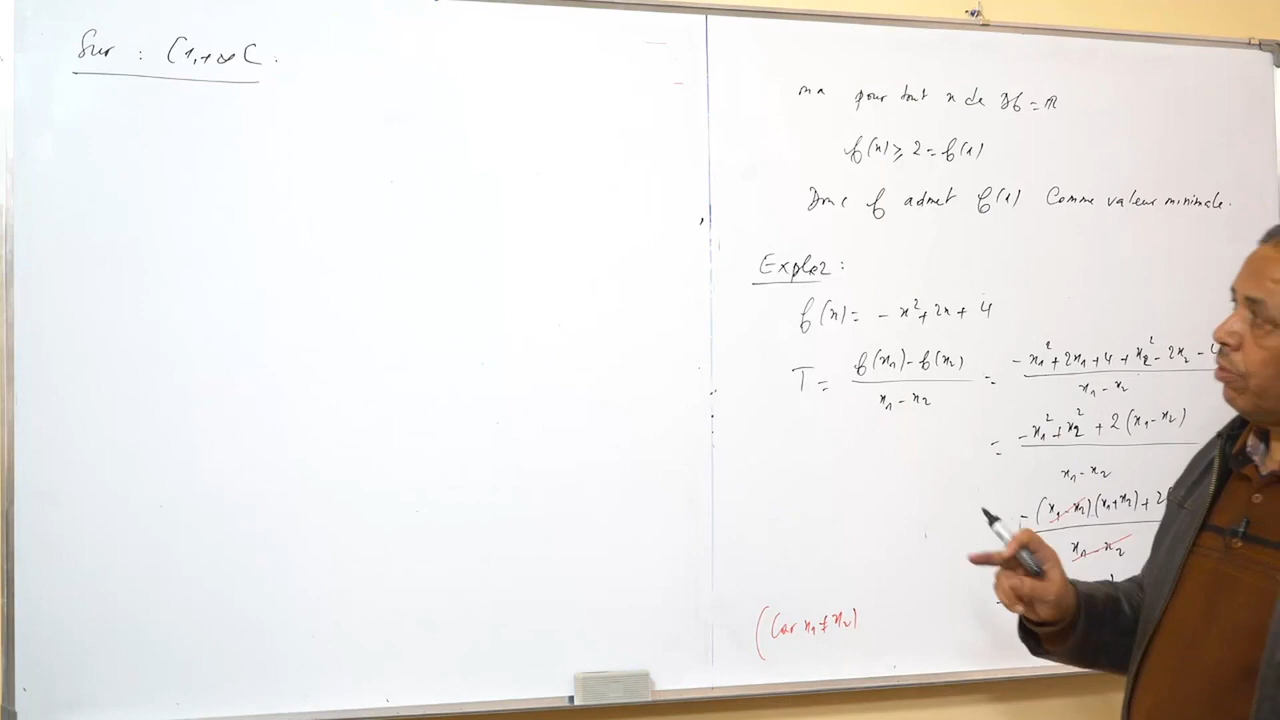 Sur : [1,+∞[.
on a pour tout x de Df = ℝ
f(x) ≥ 2 = f(1)
Donc f admet f(1) comme valeur minimale.
Exple2:
f(x) = - x² + 2x + 4
T = (f(x₁) - f(x₂)) / (x₁ - x₂) = (-x₁² + 2x₁ + 4 + x₂² - 2x₂ - 4) / (x₁ - x₂)
= (-x₁² + x₂² + 2(x₁ - x₂)) / (x₁ - x₂)
= (-(x₁ - x₂)(x₁ + x₂) + 2( / (x₁ - x₂)
(Car x₁ ≠ x₂)